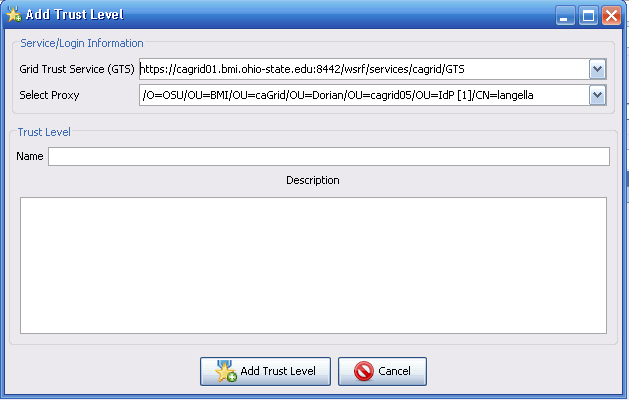 Add Trust Level
Service/Login Information
Grid Trust Service (GTS) https://cagrid01.bmi.ohio-state.edu:8442/wsrf/services/cagrid/GTS
Select Proxy /O=OSU/OU=BMI/OU=caGrid/OU=Dorian/OU=cagrid05/OU=IdP [1]/CN=langella
Trust Level
Name
Description
Add Trust Level Cancel